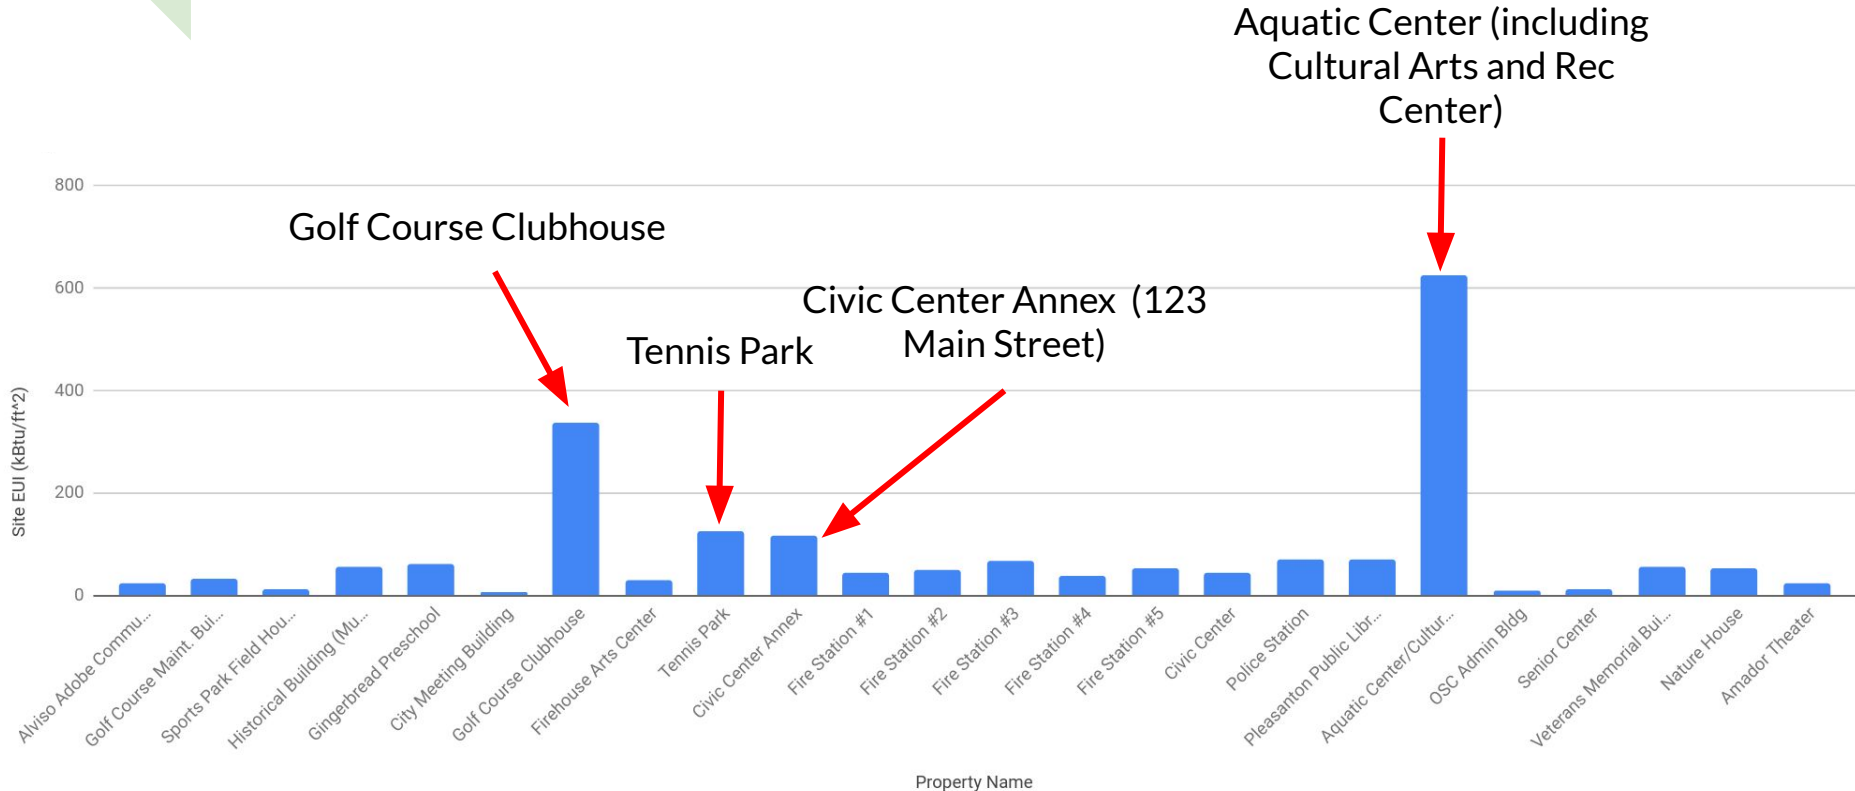 Aquatic Center (including
Cultural Arts and Rec
Center)
Golf Course Clubhouse
Tennis Park
Civic Center Annex (123
Main Street)
800
600
400
200
0
Site EUI (kBtu/ft^2)
Alviso Adobe Commu...
Golf Course Maint. Bui...
Sports Park Field Hou...
Historical Building (Mu...
Gingerbread Preschool
City Meeting Building
Golf Course Clubhouse
Firehouse Arts Center
Tennis Park
Civic Center Annex
Fire Station #1
Fire Station #2
Fire Station #3
Fire Station #4
Fire Station #5
Civic Center
Police Station
Pleasanton Public Libr...
Aquatic Center/Cultur...
OSC Admin Bldg
Senior Center
Veterans Memorial Bui...
Nature House
Amador Theater
Property Name